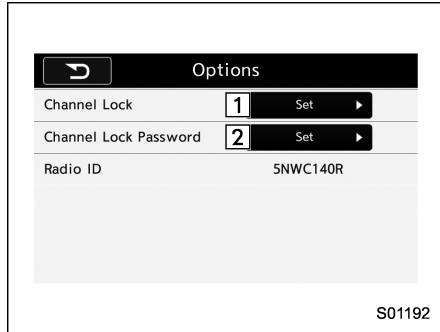 Options
Channel Lock 1 Set
Channel Lock Password 2 Set
Radio ID 5NWC140R
S01192